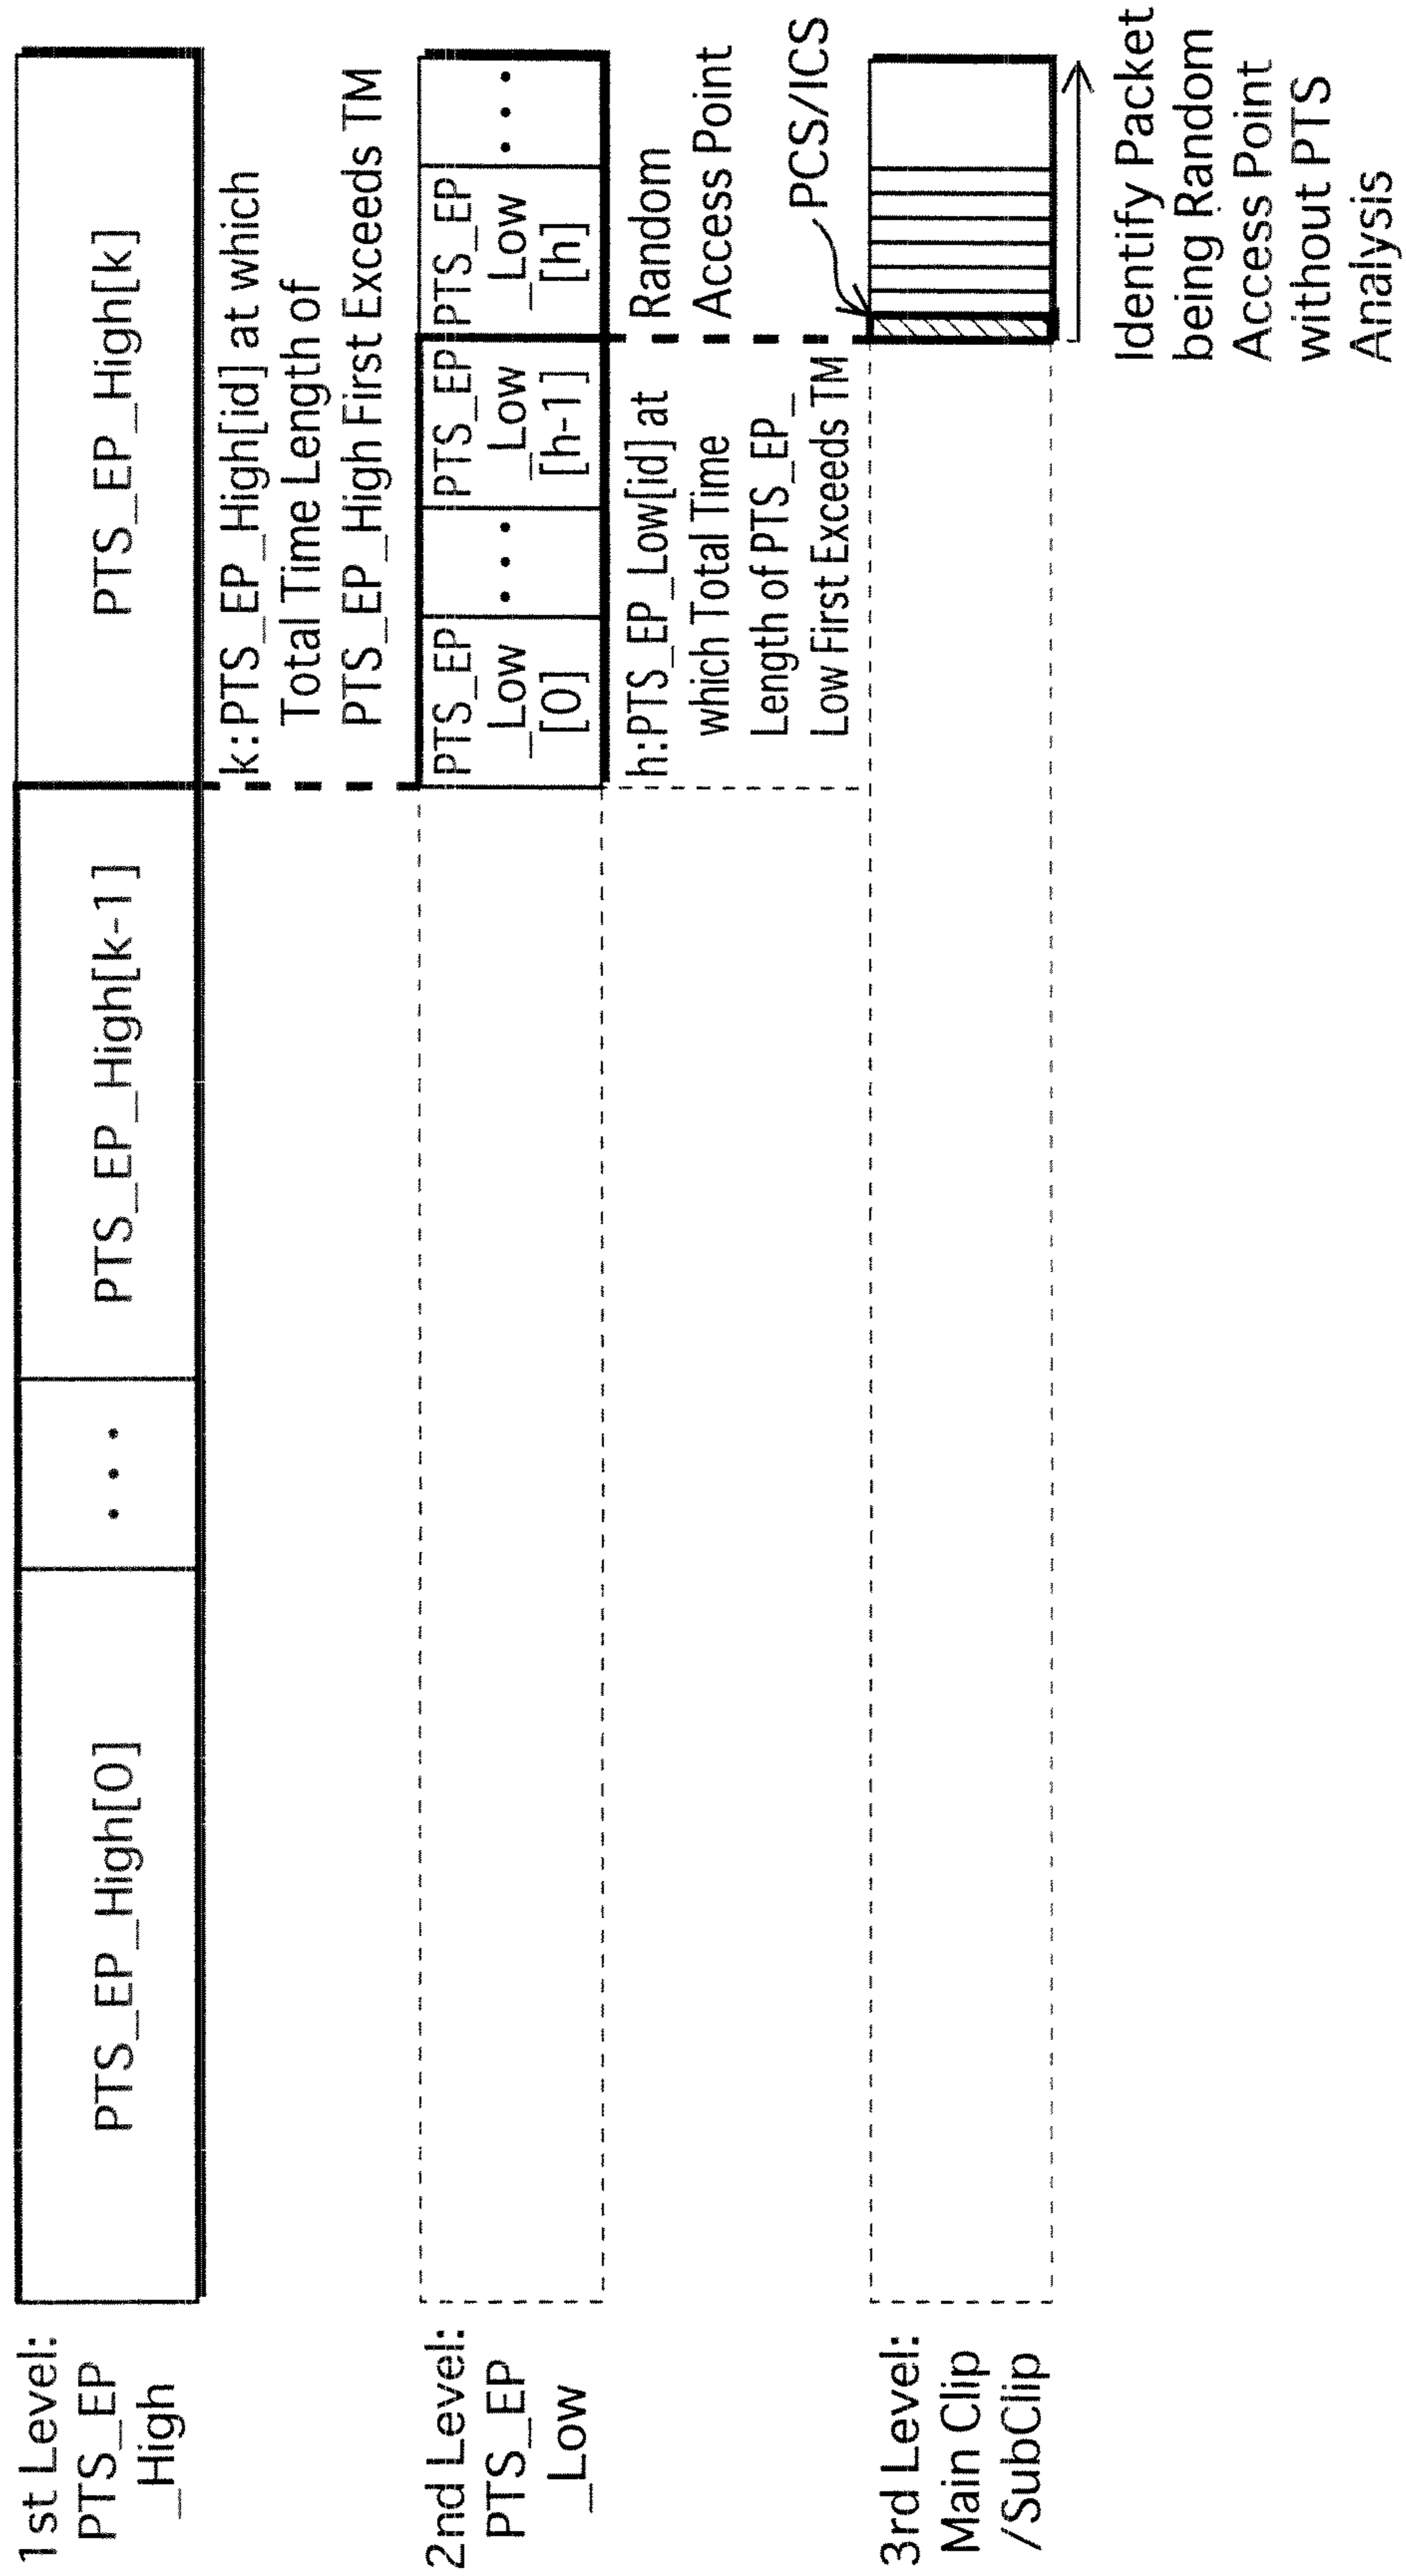 1st Level:
PTS_EP
_High
PTS_EP_High[0]
• • •
PTS_EP_High[k-1]
PTS_EP_High[k]
k:PTS_EP_High[id] at which
Total Time Length of
PTS_EP_High First Exceeds TM
2nd Level:
PTS_EP
_Low
PTS_EP
_Low
[0]
• • •
PTS_EP
_Low
[h-1]
PTS_EP
_Low
[h]
• • •
h:PTS_EP_Low[id] at
which Total Time
Length of PTS_EP_
Low First Exceeds TM
Random
Access Point
PCS/ICS
3rd Level:
Main Clip
/SubClip
Identify Packet
being Random
Access Point
without PTS
Analysis